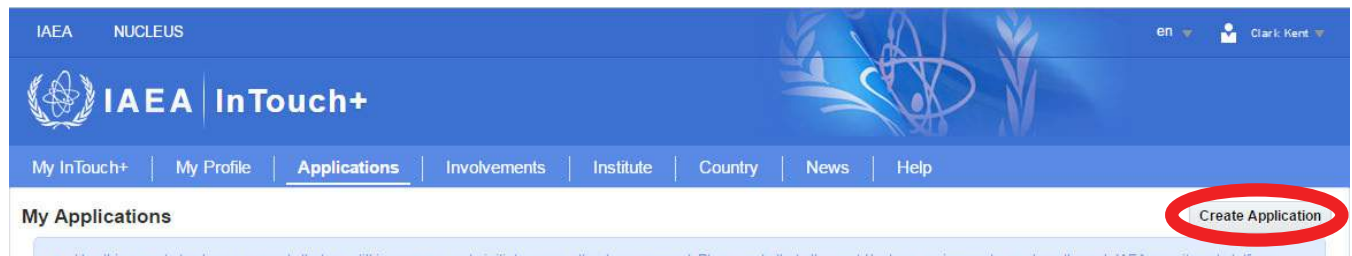 IAEA NUCLEUS en Clark Kent
IAEA InTouch+
My InTouch+ My Profile Applications Involvements Institute Country News Help
My Applications Create Application